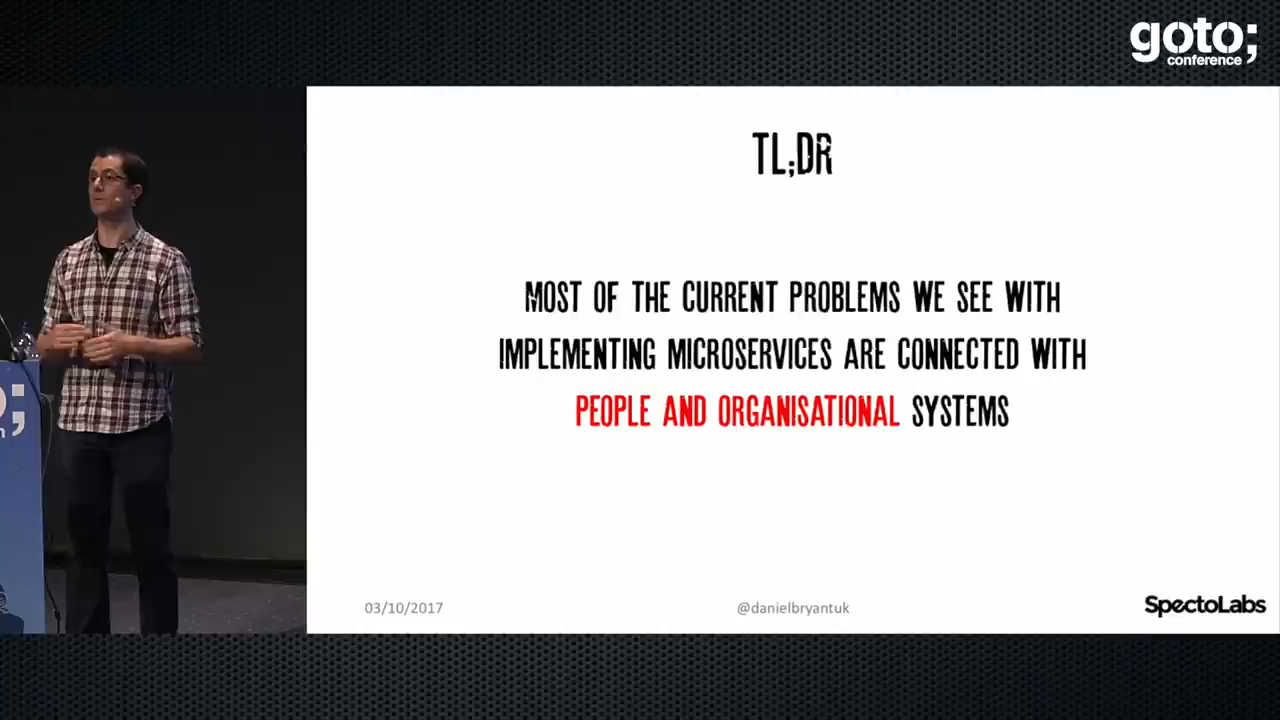 goto;
conference
TL;DR
MOST OF THE CURRENT PROBLEMS WE SEE WITH
IMPLEMENTING MICROSERVICES ARE CONNECTED WITH
PEOPLE AND ORGANISATIONAL SYSTEMS
03/10/2017
@danielbryantuk
SpectoLabs